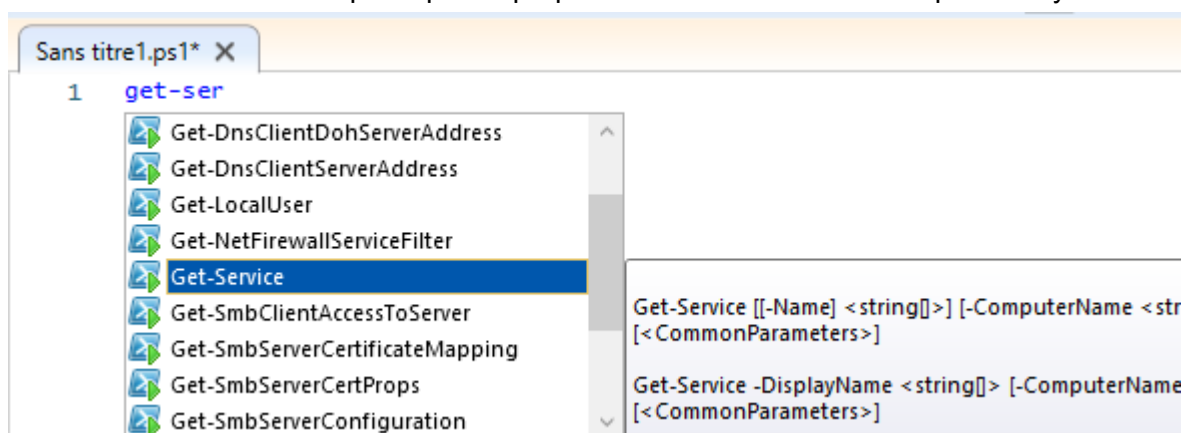 Sans titre1.ps1*
1 get-ser
Get-DnsClientDohServerAddress
Get-DnsClientServerAddress
Get-LocalUser
Get-NetFirewallServiceFilter
Get-Service
Get-SmbClientAccessToServer
Get-SmbServerCertificateMapping
Get-SmbServerCertProps
Get-SmbServerConfiguration
Get-Service [[-Name] <string[]>] [-ComputerName <str
[<CommonParameters>]
Get-Service -DisplayName <string[]> [-ComputerName
[<CommonParameters>]